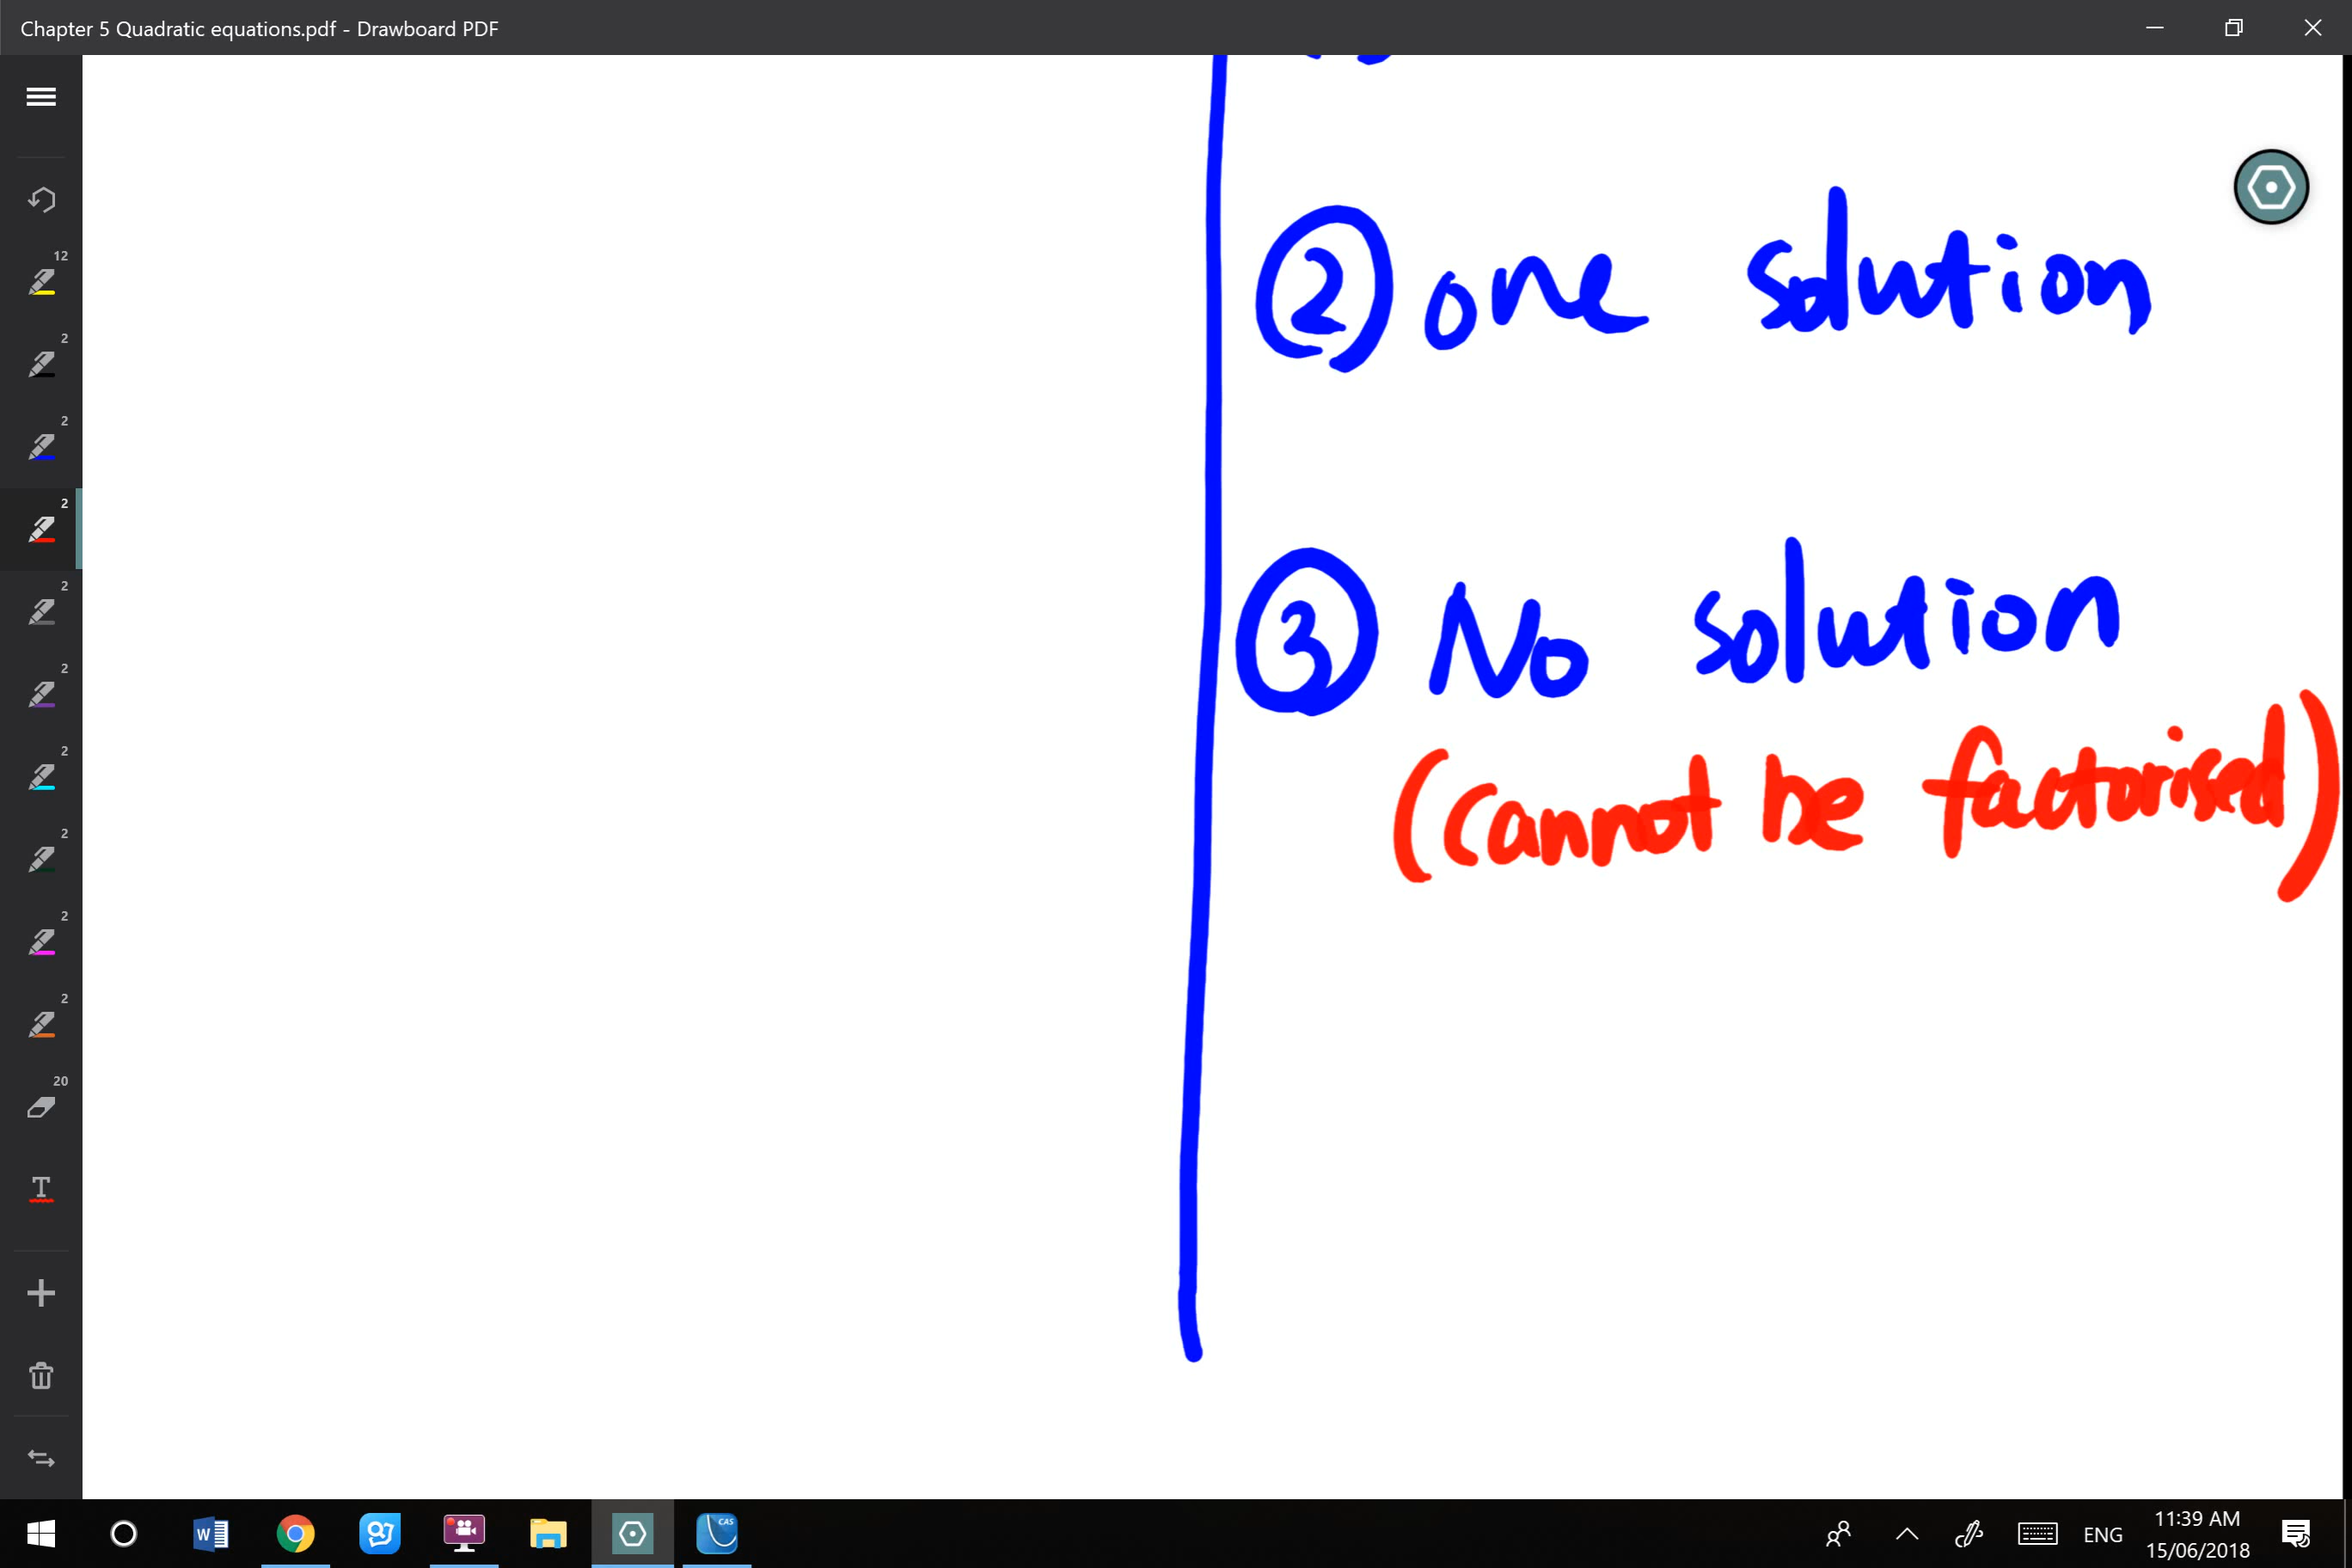 Chapter 5 Quadratic equations.pdf - Drawboard PDF
12
2
2
2
2
2
2
2
2
2
20
T
② one solution
③ No solution
(cannot be factorised)
W
CAS
ENG
11:39 AM
15/06/2018